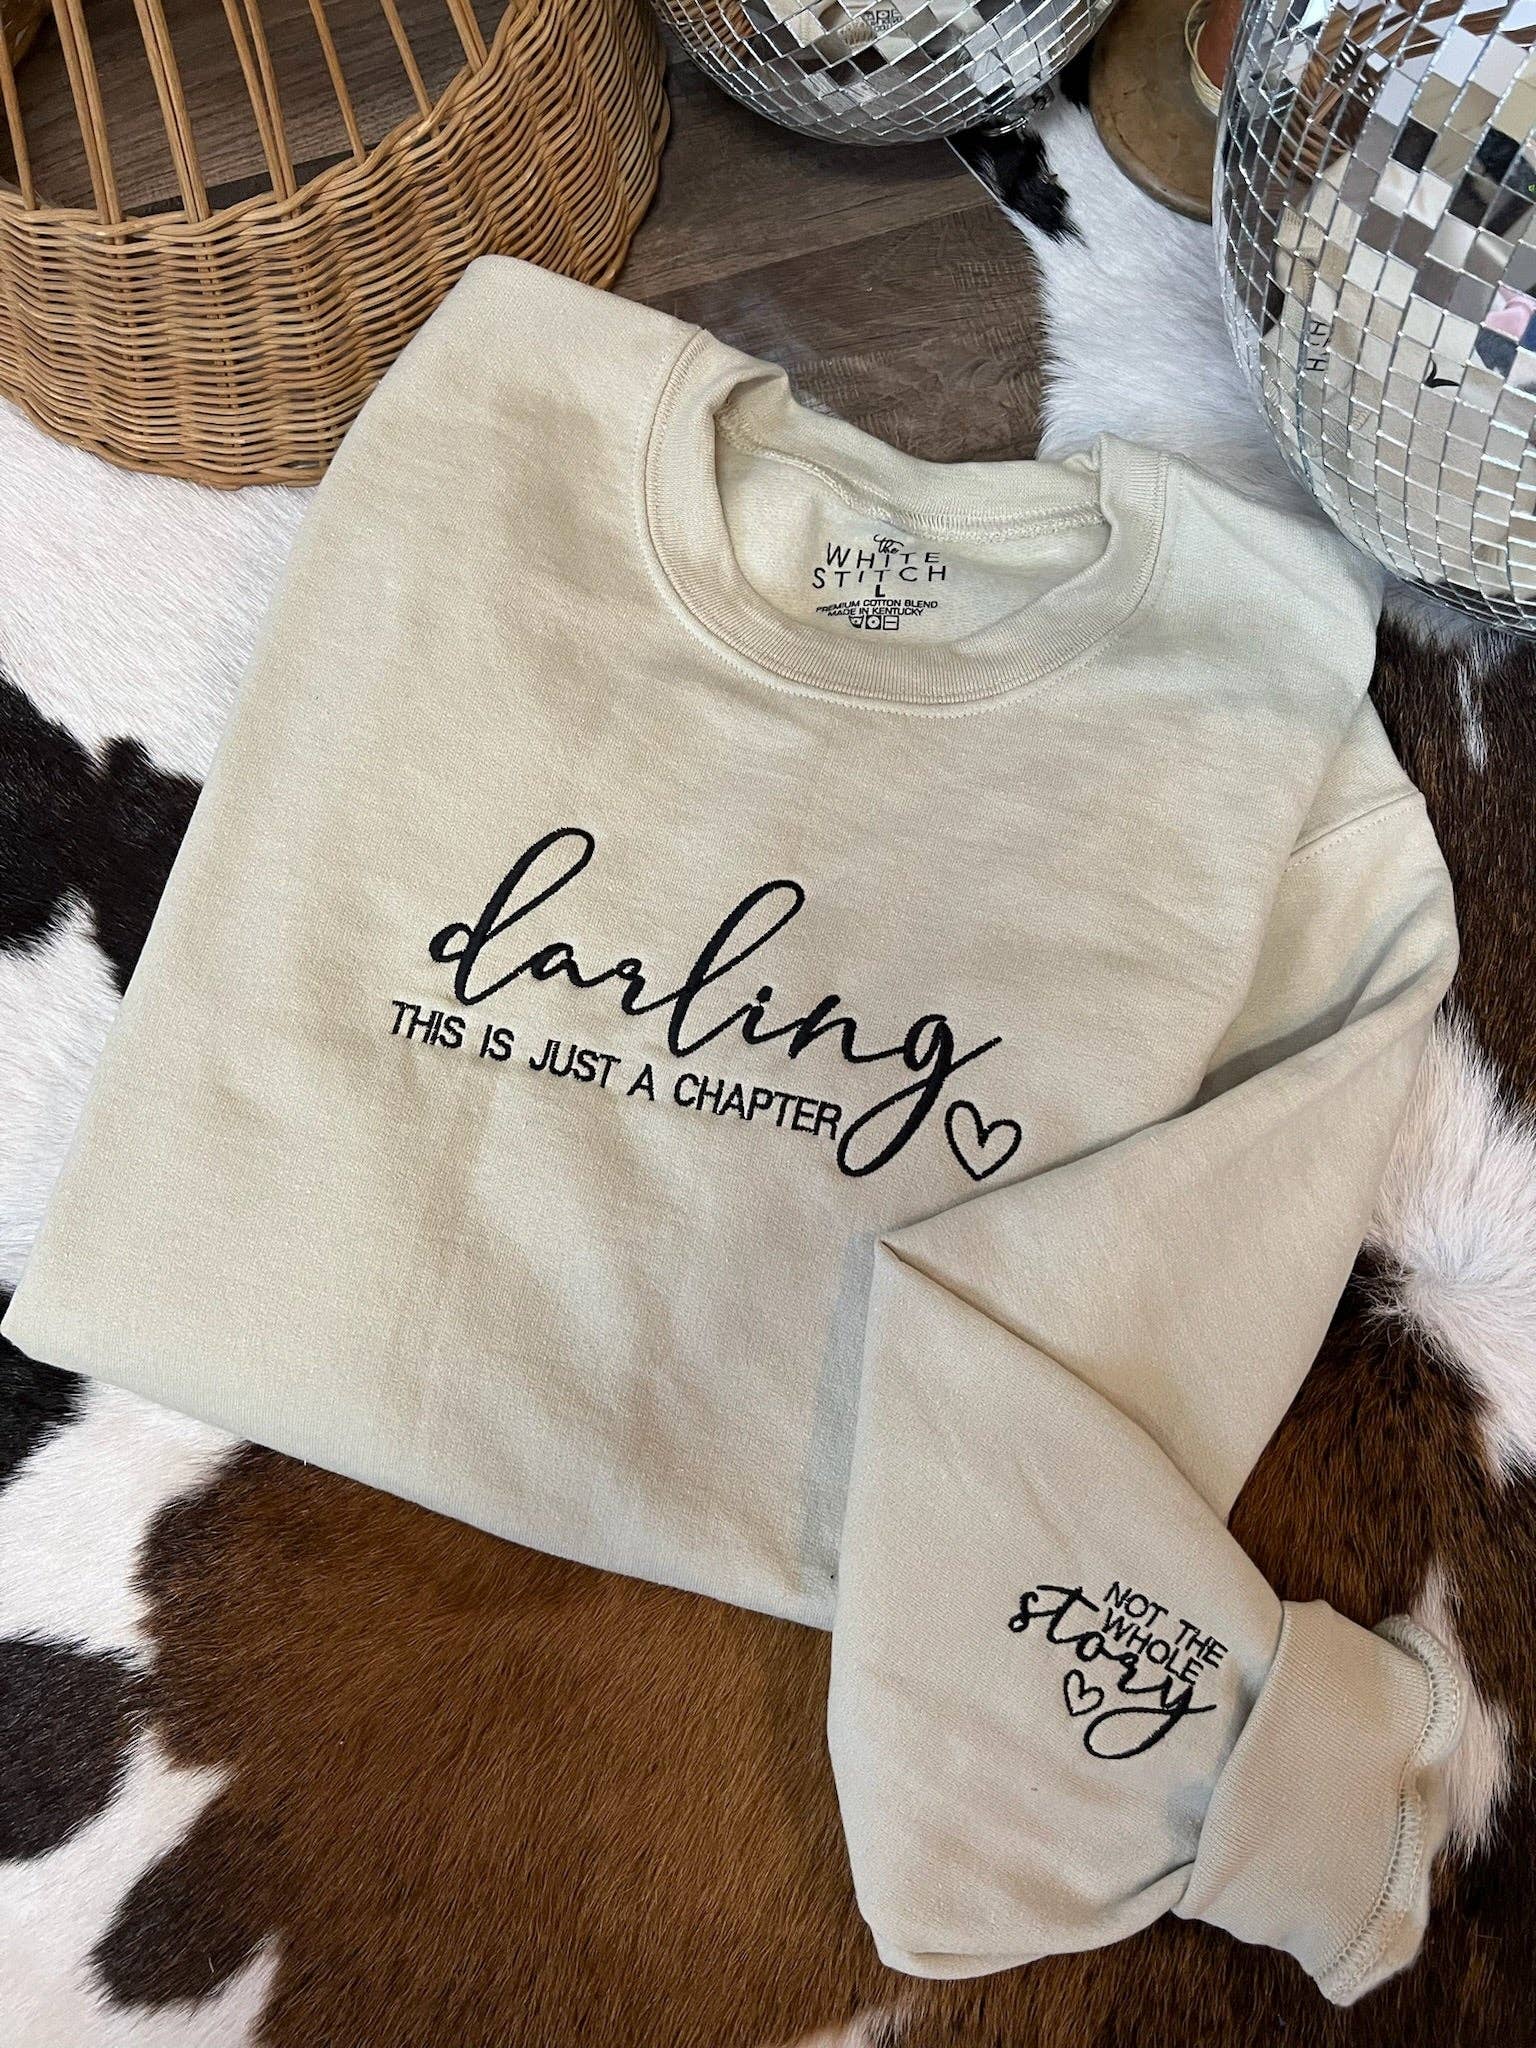 the
WHITE
STITCH
L
PREMIUM COTTON BLEND
MADE IN KENTUCKY
darling
THIS IS JUST A CHAPTER
NOT THE
WHOLE
story